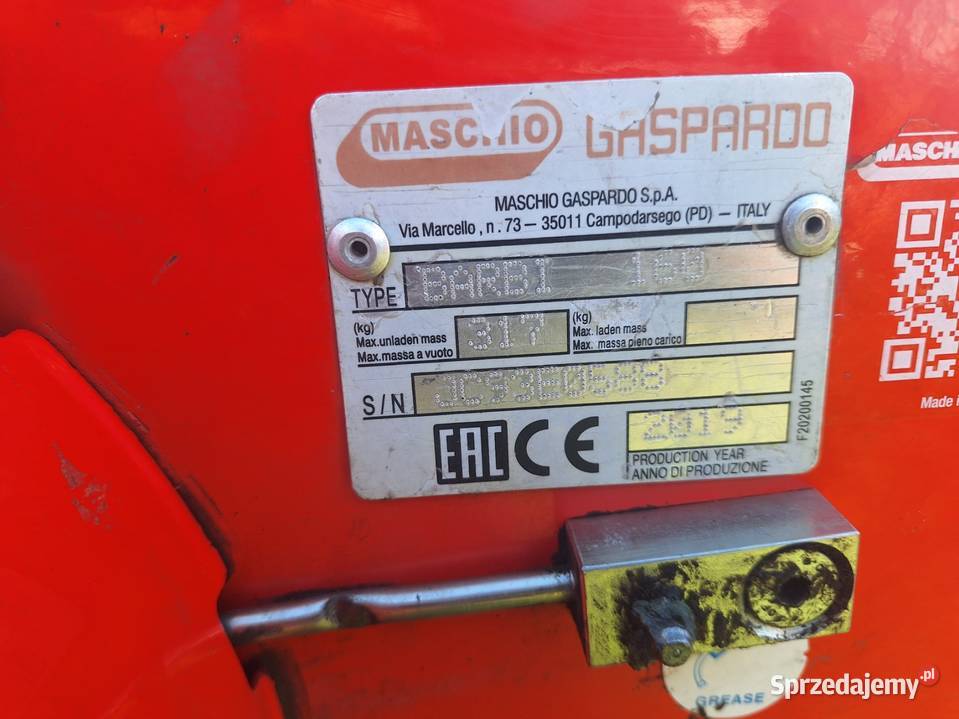 MASCHIO GASPARDO
MASCHIO GASPARDO S.p.A.
Via Marcello , n . 73 – 35011 Campodarsego (PD) – ITALY
TYPE BARBI 160
(kg)
Max.unladen mass
Max.massa a vuoto
317
(kg)
Max. laden mass
Max. massa pieno carico
S/N
EAC CE
2019
PRODUCTION YEAR
ANNO DI PRODUZIONE
F20200145
MASCH
Made i
GREASE
Sprzedajemy.pl